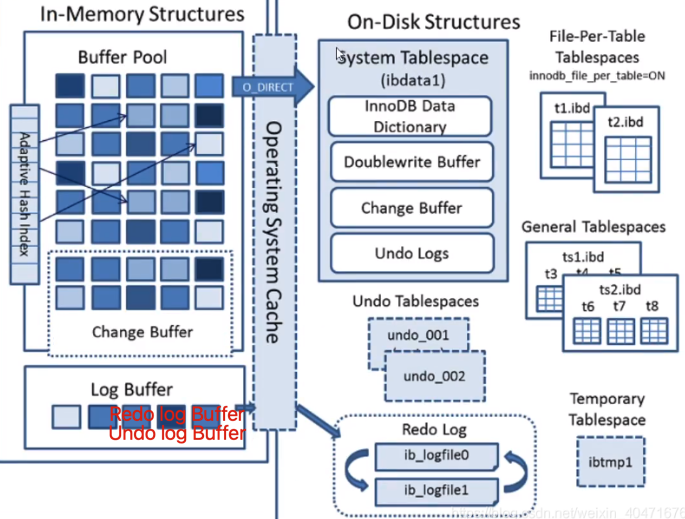 In-Memory Structures
On-Disk Structures
Buffer Pool
Adaptive Hash Index
Change Buffer
Log Buffer
Redo log Buffer
Undo log Buffer
O_DIRECT
Operating System Cache
System Tablespace
(ibdata1)
InnoDB Data
Dictionary
Doublewrite Buffer
Change Buffer
Undo Logs
Undo Tablespaces
undo_001
undo_002
Redo Log
ib_logfile0
ib_logfile1
File-Per-Table
Tablespaces
innodb_file_per_table=ON
t1.ibd
t2.ibd
General Tablespaces
ts1.ibd
t3 t4 t5
ts2.ibd
t6 t7 t8
Temporary
Tablespace
ibtmp1
https://blog.csdn.net/weixin_40471676